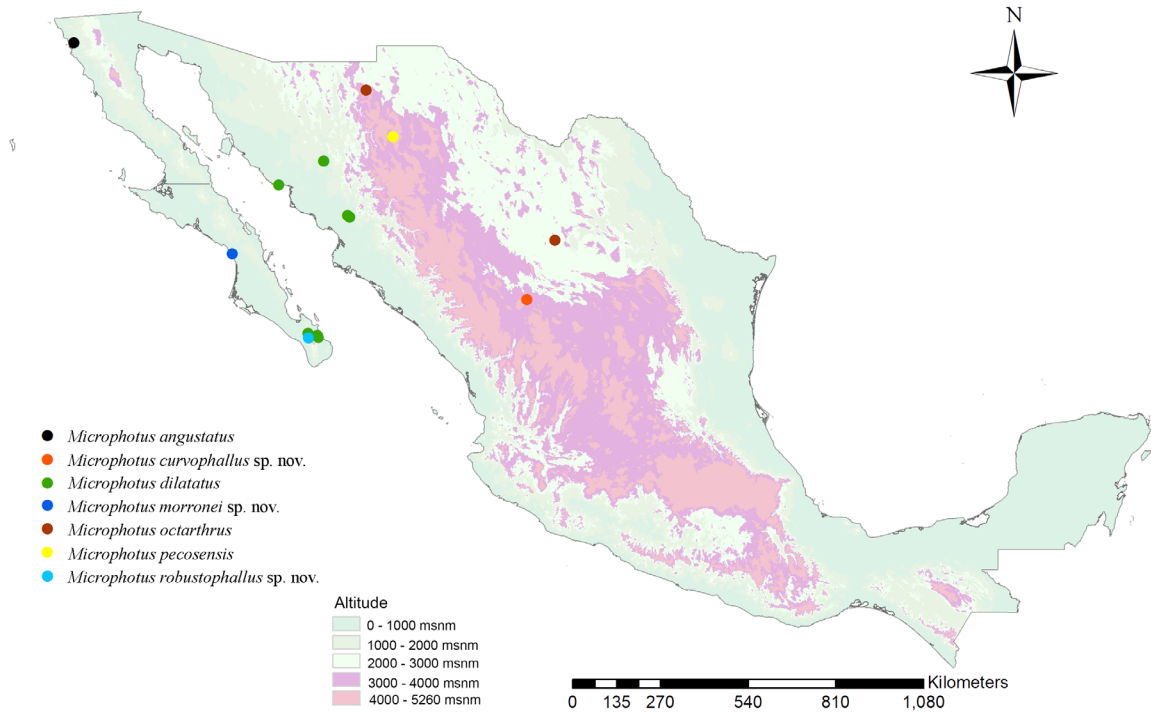 N
Microphotus angustatus
Microphotus curvophallus sp. nov.
Microphotus dilatatus
Microphotus morronei sp. nov.
Microphotus octarthrus
Microphotus pecosensis
Microphotus robustophallus sp. nov.
Altitude
0 - 1000 msnm
1000 - 2000 msnm
2000 - 3000 msnm
3000 - 4000 msnm
4000 - 5260 msnm
Kilometers
0 135 270 540 810 1,080